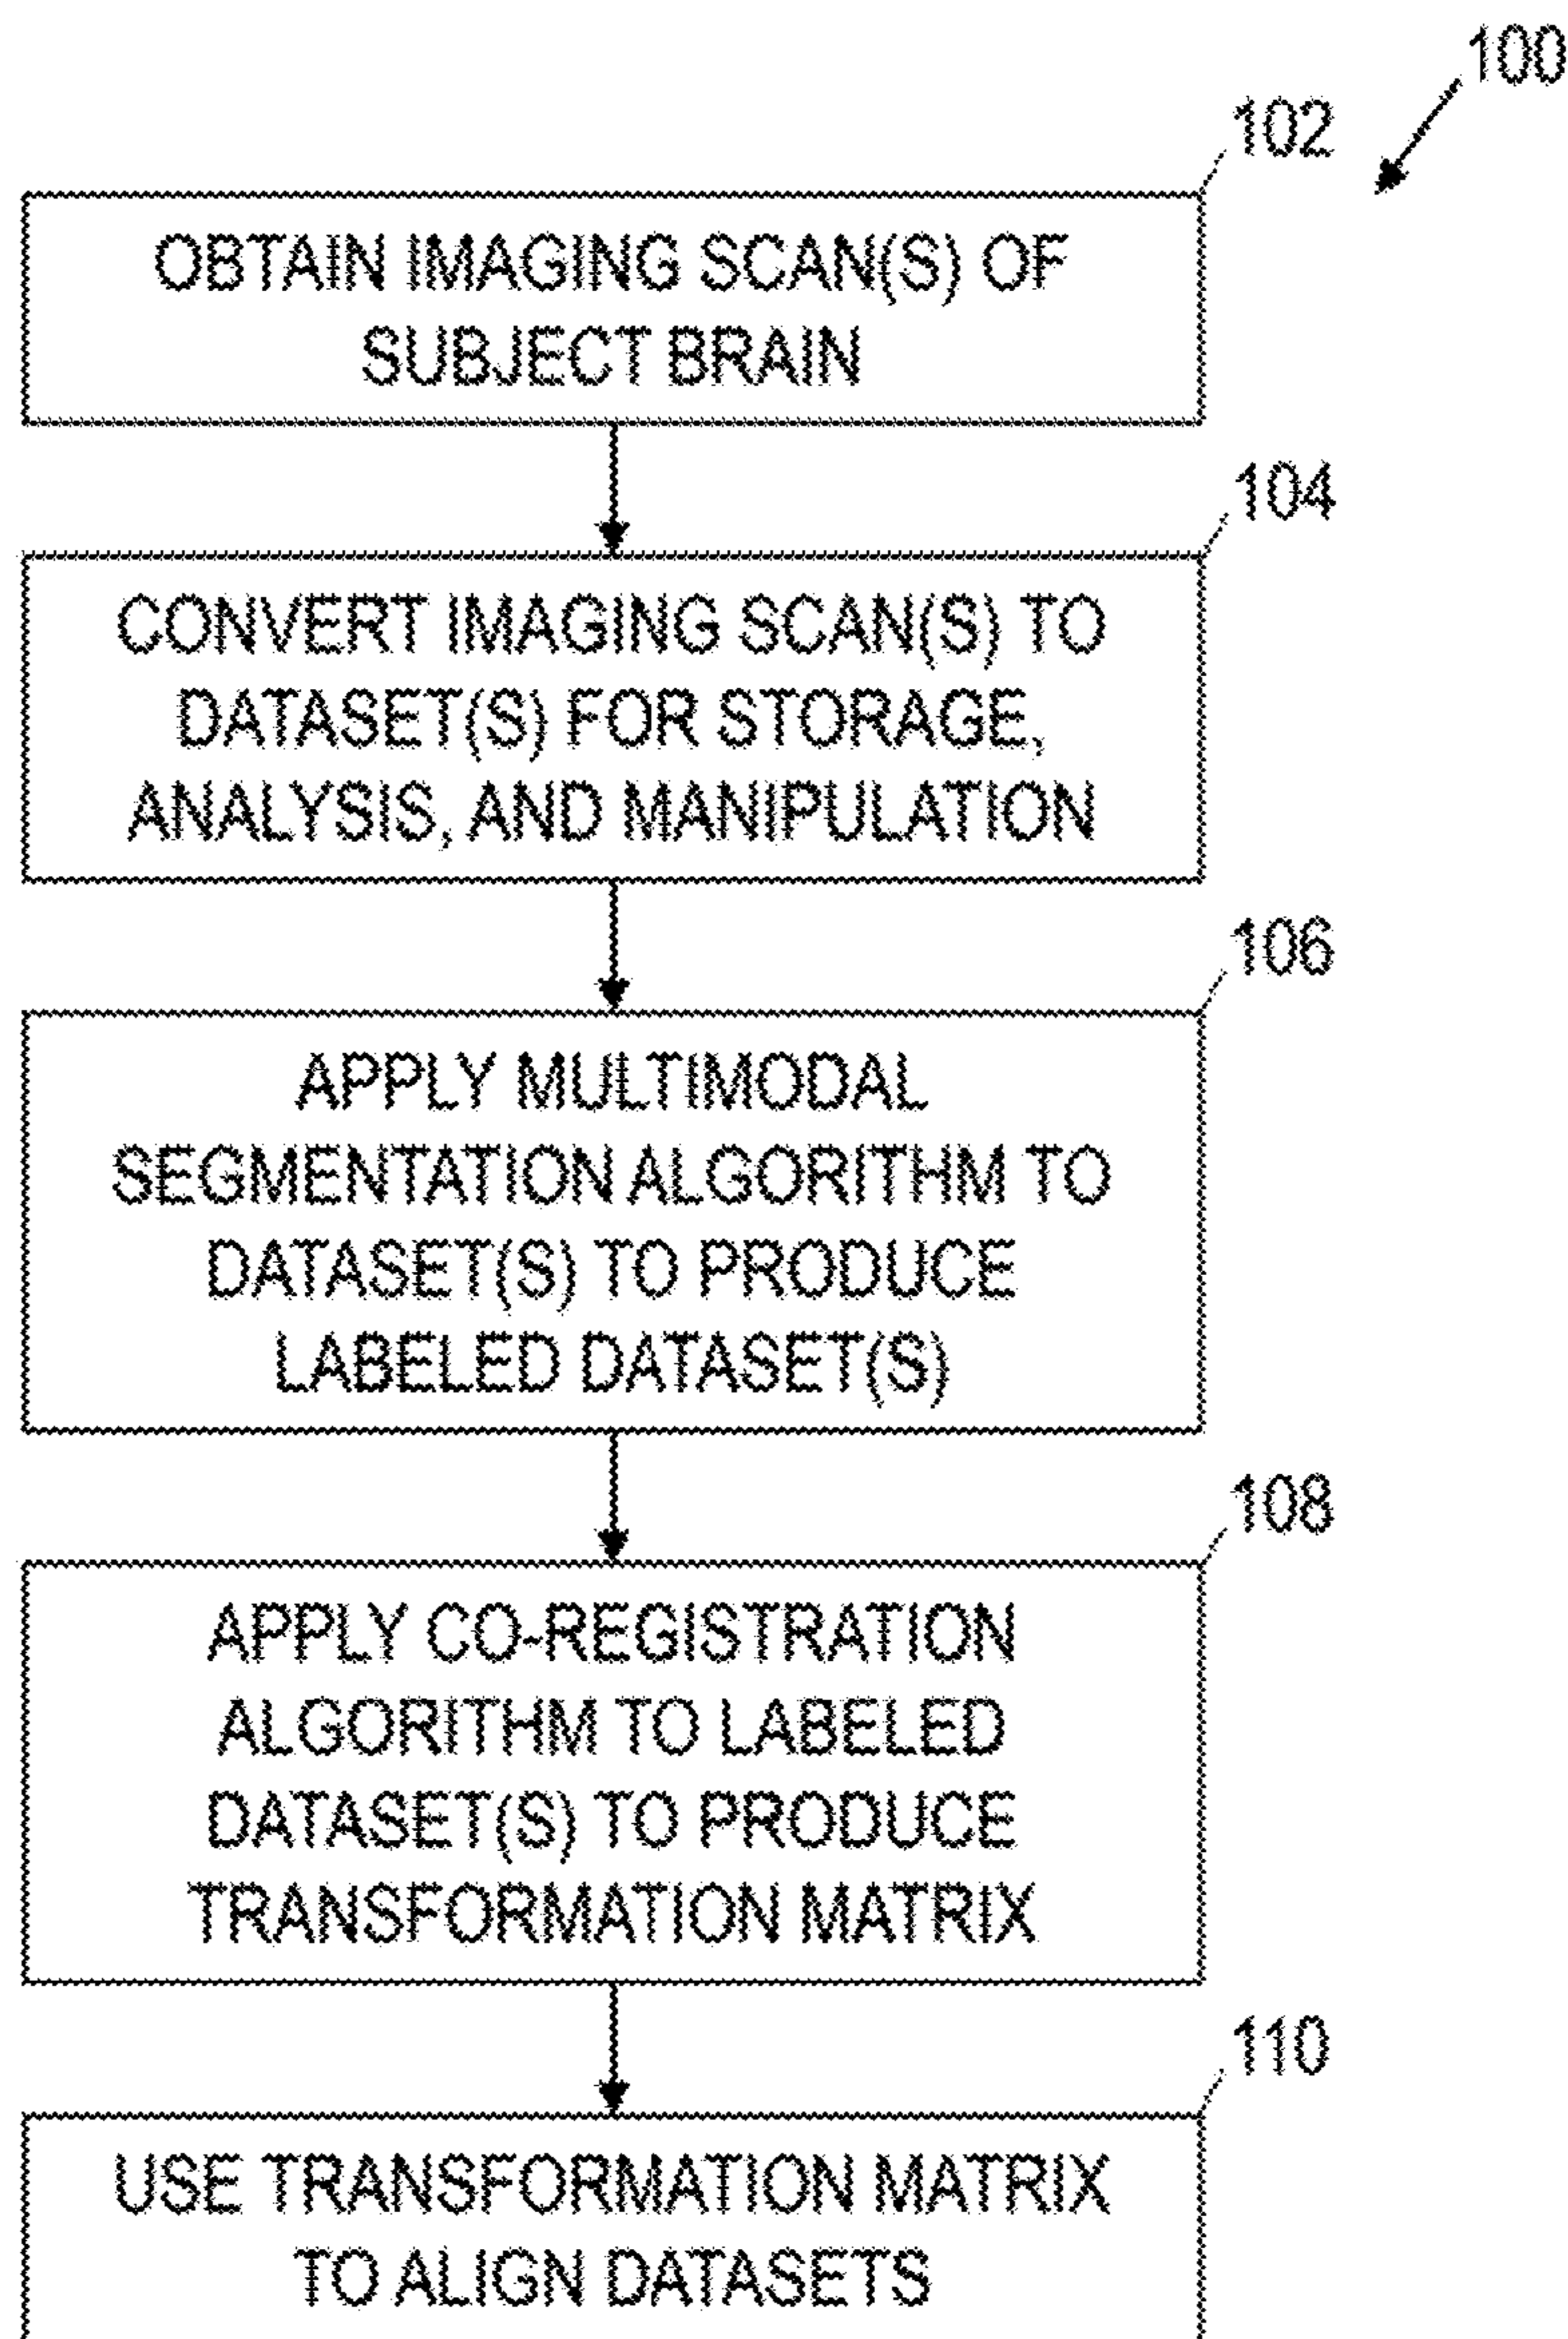 100
102
OBTAIN IMAGING SCAN(S) OF
SUBJECT BRAIN
104
CONVERT IMAGING SCAN(S) TO
DATASET(S) FOR STORAGE,
ANALYSIS, AND MANIPULATION
106
APPLY MULTIMODAL
SEGMENTATION ALGORITHM TO
DATASET(S) TO PRODUCE
LABELED DATASET(S)
108
APPLY CO-REGISTRATION
ALGORITHM TO LABELED
DATASET(S) TO PRODUCE
TRANSFORMATION MATRIX
110
USE TRANSFORMATION MATRIX
TO ALIGN DATASETS